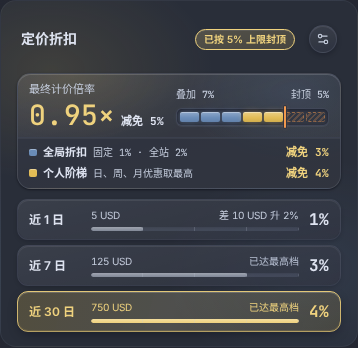 定价折扣
已按 5% 上限封顶
最终计价倍率
0.95× 减免 5%
叠加 7% 封顶 5%
全局折扣 固定 1% · 全站 2% 减免 3%
个人阶梯 日、周、月优惠取最高 减免 4%
近 1 日 5 USD 差 10 USD 升 2% 1%
近 7 日 125 USD 已达最高档 3%
近 30 日 750 USD 已达最高档 4%